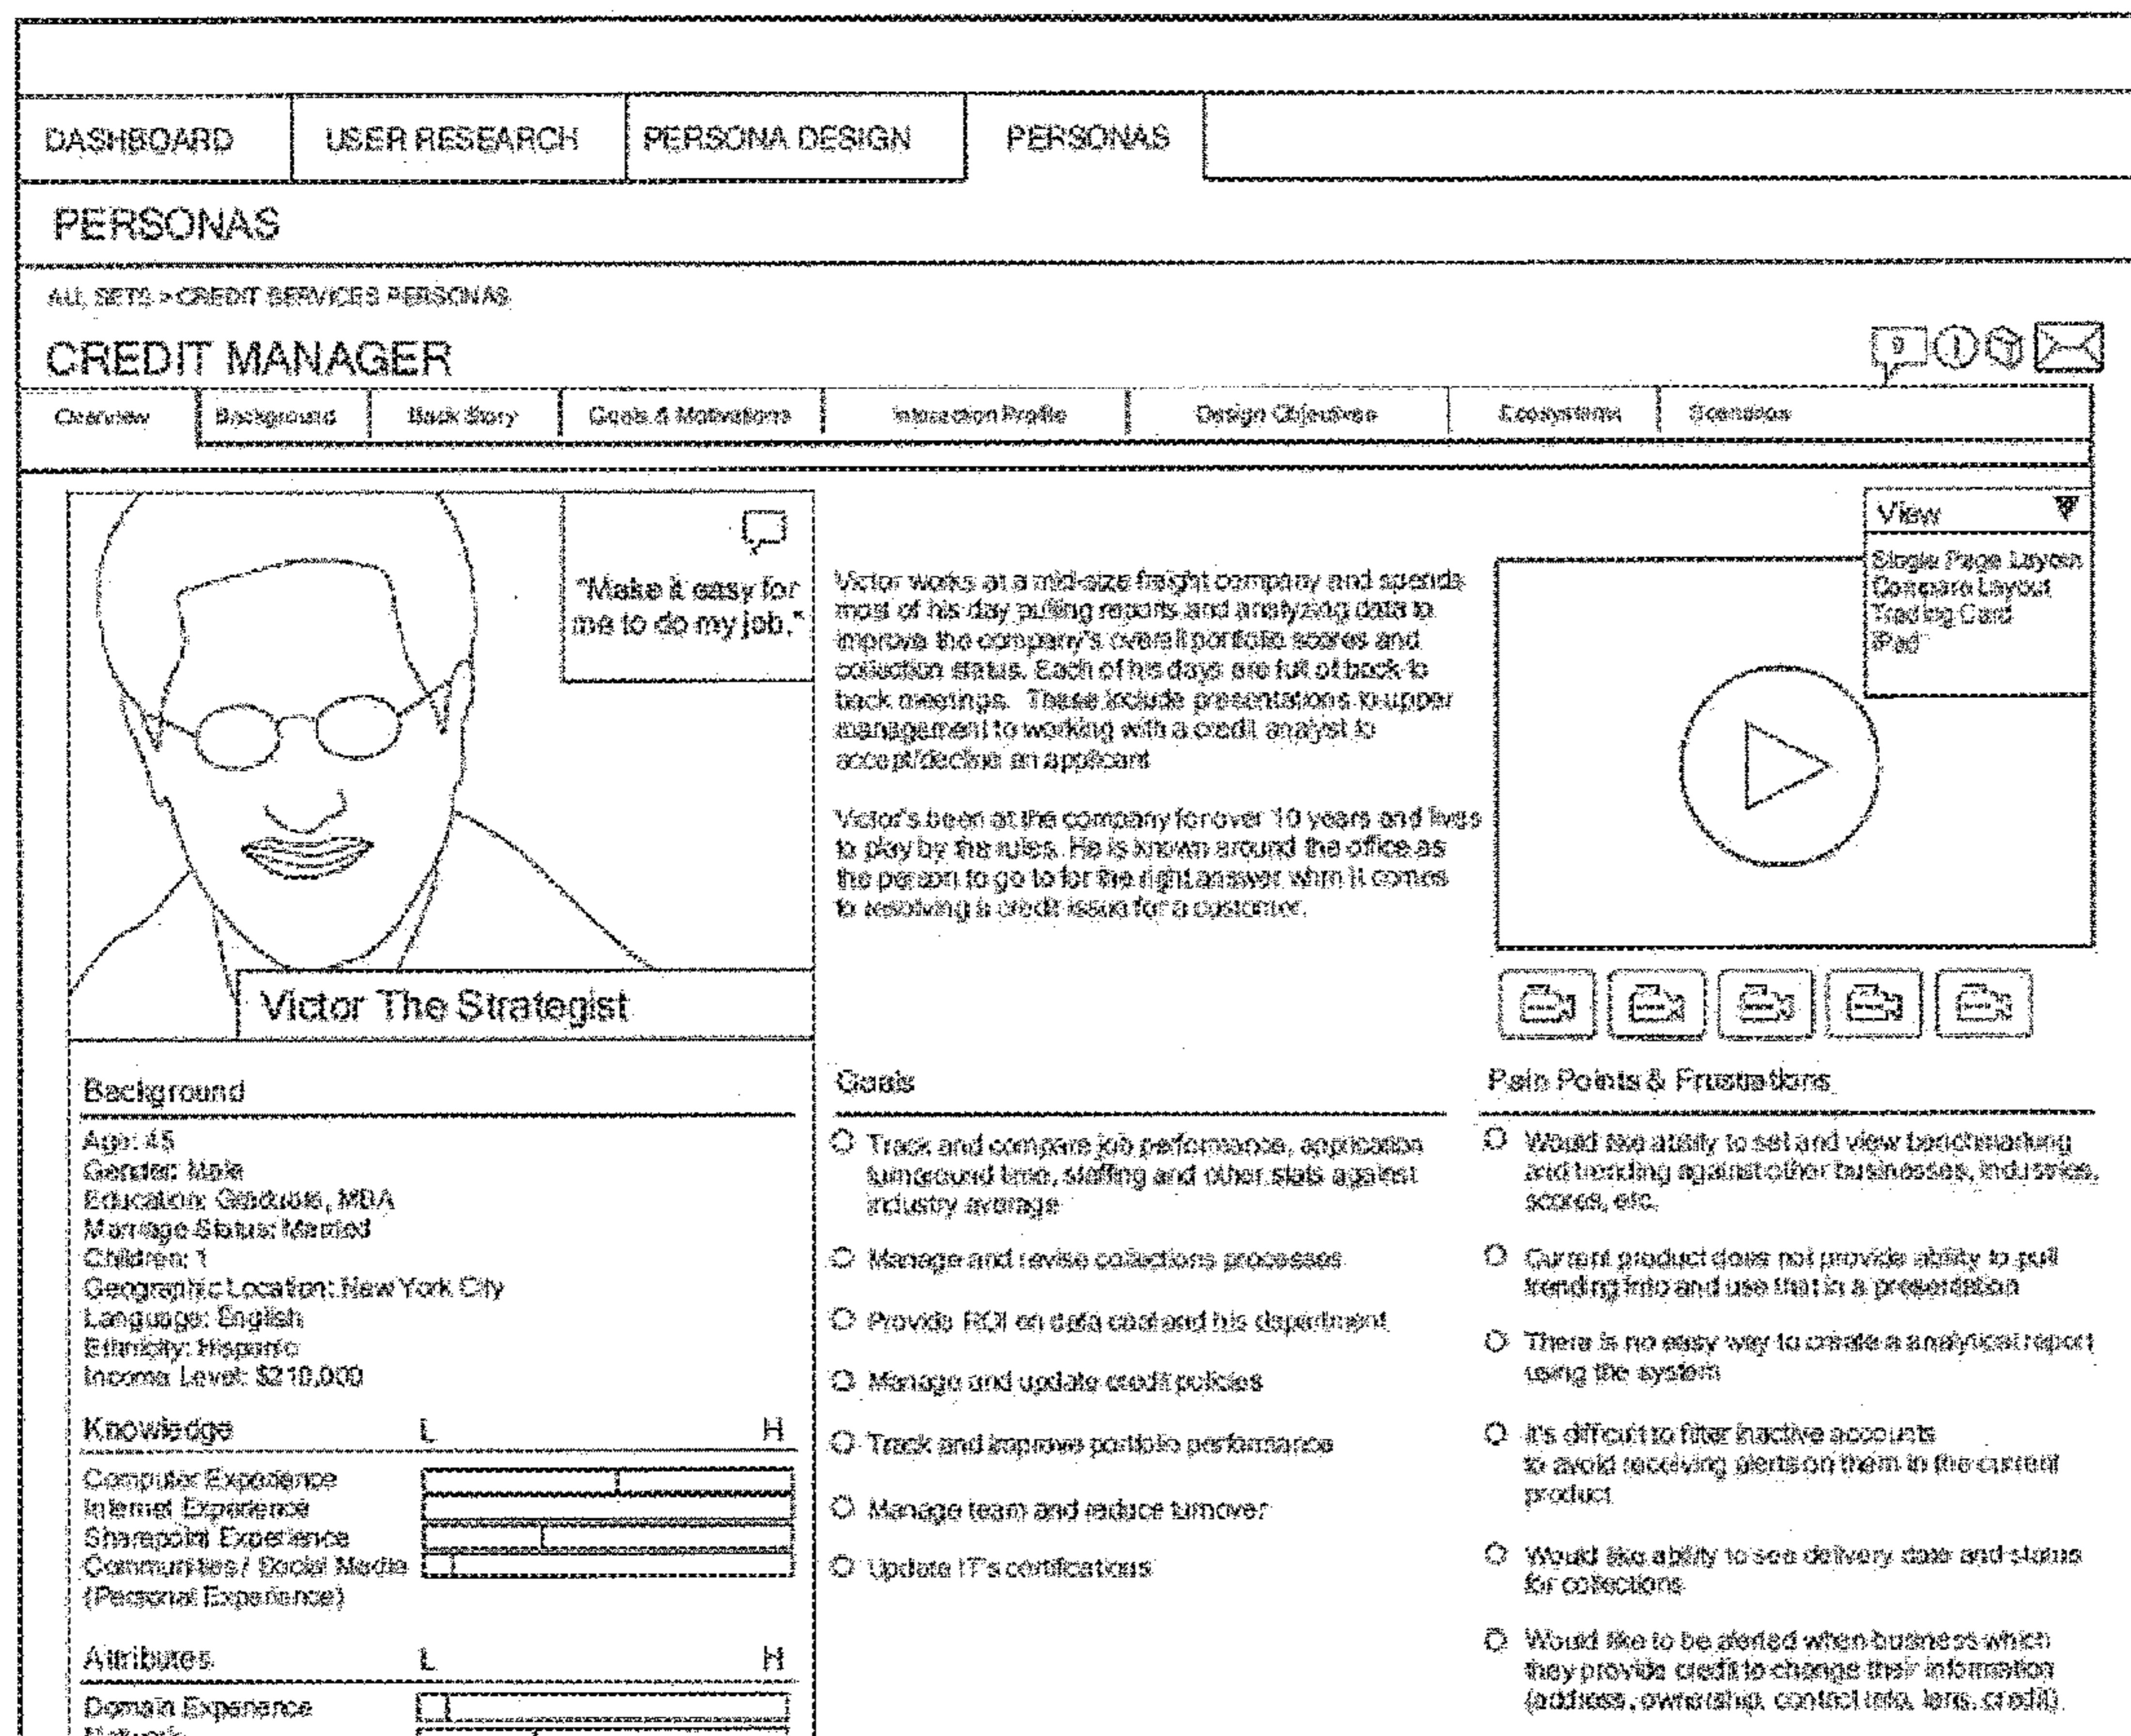 DASHBOARD
USER RESEARCH
PERSONA DESIGN
PERSONAS
PERSONAS
ALL SETS > CREDIT SERVICES PERSONAS
CREDIT MANAGER
9
Overview
Background
Back Story
Goals & Motivations
Interaction Profile
Design Objectives
Ecosystems
Scenarios
"Make it easy for
me to do my job."
Victor The Strategist
Victor works at a mid-size freight company and spends
most of his day pulling reports and analyzing data to
improve the company's overall portfolio scores and
collection status. Each of his days are full of back to
back meetings. These include presentations to upper
management to working with a credit analyst to
accept/decline an applicant
Victor's been at the company for over 10 years and lives
to play by the rules. He is known around the office as
the person to go to for the right answer whn it comes
to resolving a credit issue for a customer.
View
Single Page Layout
Compare Layout
Trading Card
iPad
Background
Age: 45
Gender: Male
Education: Graduate, MBA
Marriage Status: Married
Children: 1
Geographic Location: New York City
Language: English
Ethnicity: Hispanic
Income Level: $210,000
Knowledge L H
Computer Experience
Internet Experience
Sharepoint Experience
Communities / Social Media
(Personal Experience)
Attributes L H
Domain Experience
Network
Goals
Track and compare job performance, application
turnaround time, staffing and other stats against
industry average
Manage and revise collections processes
Provide ROI on data cost and his department
Manage and update credit policies
Track and improve portfolio performance
Manage team and reduce turnover
Update IT's certifications
Pain Points & Frustrations
Would like ability to set and view benchmarking
and trending against other businesses, industries,
scores, etc.
Current product does not provide ability to pull
trending info and use that in a presentation
There is no easy way to create a analytical report
using the system
It's difficult to filter inactive accounts
to avoid receiving alerts on them in the current
product
Would like ability to see delivery date and status
for collections
Would like to be alerted when business which
they provide credit to change their information
(address, ownership, contact info, liens, credit)